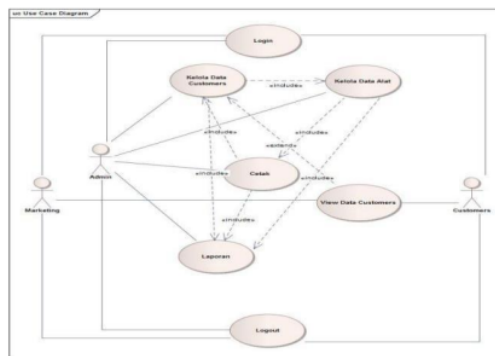 uc Use Case Diagram
Login
Kelola Data
Customers
«include»
Kelola Data Alat
«include»
«include»
«extend»
Admin
«include»
Cetak
«include»
Marketing
«include»
View Data Customers
Customers
Laporan
Logout